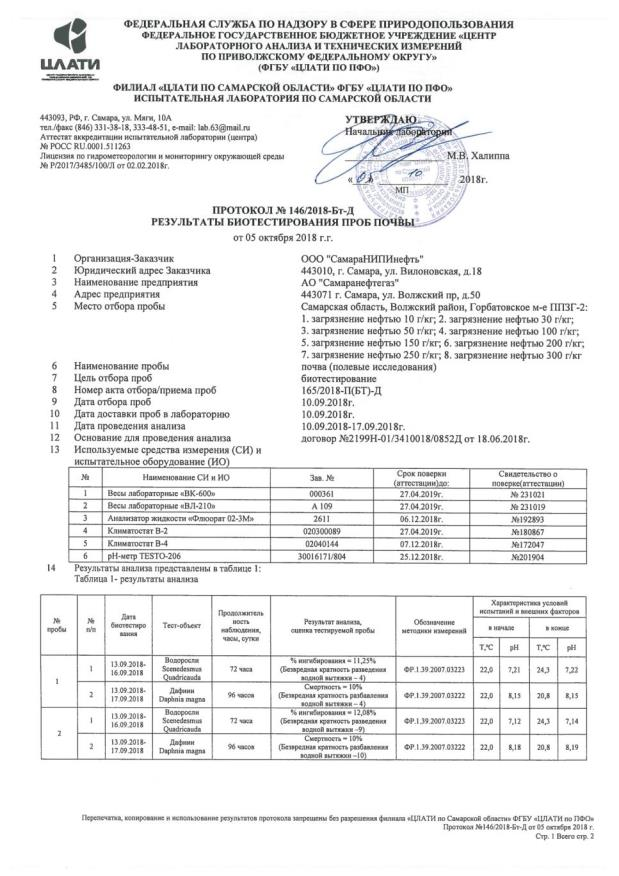 ФЕДЕРАЛЬНАЯ СЛУЖБА ПО НАДЗОРУ В СФЕРЕ ПРИРОДОПОЛЬЗОВАНИЯ
ФЕДЕРАЛЬНОЕ ГОСУДАРСТВЕННОЕ БЮДЖЕТНОЕ УЧРЕЖДЕНИЕ «ЦЕНТР
ЛАБОРАТОРНОГО АНАЛИЗА И ТЕХНИЧЕСКИХ ИЗМЕРЕНИЙ
ПО ПРИВОЛЖСКОМУ ФЕДЕРАЛЬНОМУ ОКРУГУ»
(ФГБУ «ЦЛАТИ ПО ПФО»)
ЦЛАТИ
ФИЛИАЛ «ЦЛАТИ ПО САМАРСКОЙ ОБЛАСТИ» ФГБУ «ЦЛАТИ ПО ПФО»
ИСПЫТАТЕЛЬНАЯ ЛАБОРАТОРИЯ ПО САМАРСКОЙ ОБЛАСТИ
443093, РФ, г. Самара, ул. Мяги, 10А
тел./факс (846) 331-38-18, 333-48-51, e-mail: lab.63@mail.ru
Аттестат аккредитации испытательной лаборатории (центра)
№ РОСС RU.0001.511263
Лицензия по гидрометеорологии и мониторингу окружающей среды
№ Р/2017/3485/100/Л от 02.02.2018г.
УТВЕРЖДАЮ
Начальник лаборатории
М.В. Халиппа
« 05 » 10 2018г.
МП
ПРОТОКОЛ № 146/2018-Бт-Д
РЕЗУЛЬТАТЫ БИОТЕСТИРОВАНИЯ ПРОБ ПОЧВЫ
от 05 октября 2018 г.г.
1 Организация-Заказчик ООО "СамараНИПИнефть"
2 Юридический адрес Заказчика 443010, г. Самара, ул. Вилоновская, д.18
3 Наименование предприятия АО "Самаранефтегаз"
4 Адрес предприятия 443071 г. Самара, ул. Волжский пр, д.50
5 Место отбора пробы Самарская область, Волжский район, Горбатовское м-е ППЗГ-2:
1. загрязнение нефтью 10 г/кг; 2. загрязнение нефтью 30 г/кг;
3. загрязнение нефтью 50 г/кг; 4. загрязнение нефтью 100 г/кг;
5. загрязнение нефтью 150 г/кг; 6. загрязнение нефтью 200 г/кг;
7. загрязнение нефтью 250 г/кг; 8. загрязнение нефтью 300 г/кг
6 Наименование пробы почва (полевые исследования)
7 Цель отбора проб биотестирование
8 Номер акта отбора/приема проб 165/2018-П(БТ)-Д
9 Дата отбора проб 10.09.2018г.
10 Дата доставки проб в лабораторию 10.09.2018г.
11 Дата проведения анализа 10.09.2018-17.09.2018г.
12 Основание для проведения анализа договор №2199Н-01/3410018/0852Д от 18.06.2018г.
13 Используемые средства измерения (СИ) и
испытательное оборудование (ИО)
№ Наименование СИ и ИО Зав. № Срок поверки (аттестации)до: Свидетельство о поверке(аттестации)
1 Весы лабораторные «ВК-600» 000361 27.04.2019г. № 231021
2 Весы лабораторные «ВЛ-210» А 109 27.04.2019г. № 231019
3 Анализатор жидкости «Флюорат 02-3М» 2611 06.12.2018г. №192893
4 Климатостат В-2 020300089 27.04.2019г. №180867
5 Климатостат В-4 02040144 07.12.2018г. №172047
6 рН-метр TESTO-206 30016171/804 25.12.2018г. №201904
14 Результаты анализа представлены в таблице 1:
Таблица 1- результаты анализа
№ пробы № п/п Дата биотестиро вания Тест-объект Продолжитель ность наблюдения, часы, сутки Результат анализа, оценка тестируемой пробы Обозначение методики измерений Характеристика условий испытаний и внешних факторов
в начале в конце
T,°C pH T,°C pH
1 1 13.09.2018-16.09.2018 Водоросли Scenedesmus Quadricauda 72 часа % ингибирования = 11,25% (Безвредная кратность разведения водной вытяжки – 4) ФР.1.39.2007.03223 22,0 7,21 24,3 7,22
2 13.09.2018-17.09.2018 Дафнии Daphnia magna 96 часов Смертность = 10% (Безвредная кратность разбавления водной вытяжки – 4) ФР.1.39.2007.03222 22,0 8,15 20,8 8,15
2 1 13.09.2018-16.09.2018 Водоросли Scenedesmus Quadricauda 72 часа % ингибирования = 12,08% (Безвредная кратность разведения водной вытяжки –9) ФР.1.39.2007.03223 22,0 7,12 24,3 7,14
2 13.09.2018-17.09.2018 Дафнии Daphnia magna 96 часов Смертность = 10% (Безвредная кратность разбавления водной вытяжки –10) ФР.1.39.2007.03222 22,0 8,18 20,8 8,19
Перепечатка, копирование и использование результатов протокола запрещены без разрешения филиала «ЦЛАТИ по Самарской области» ФГБУ «ЦЛАТИ по ПФО»
Протокол №146/2018-Бт-Д от 05 октября 2018 г.
Стр. 1 Всего стр. 2